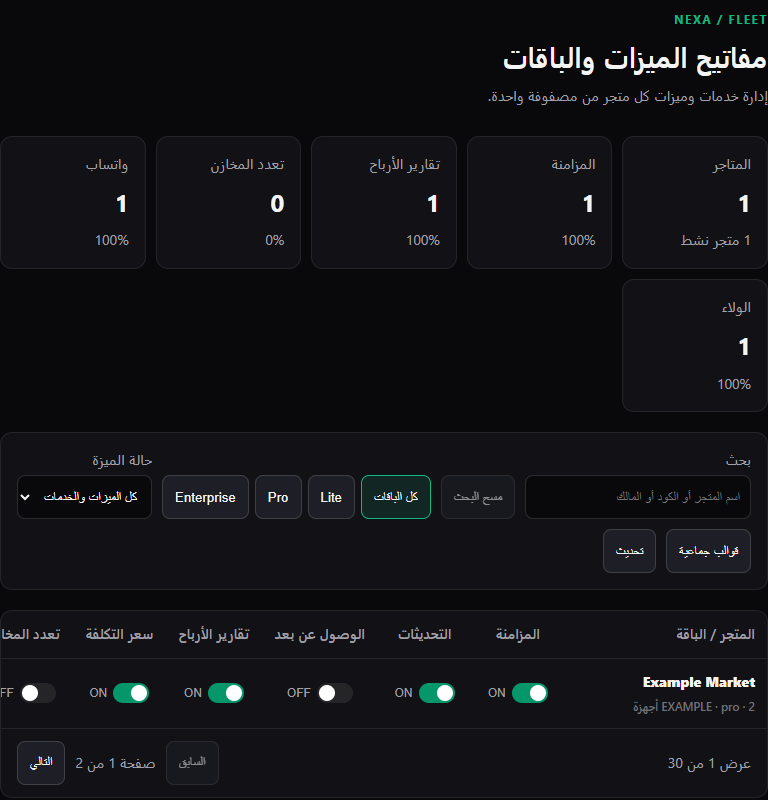 NEXA / FLEET
مفاتيح الميزات والباقات
إدارة خدمات وميزات كل متجر من مصفوفة واحدة.
المتاجر
1
1 متجر نشط
المزامنة
1
100%
تقارير الأرباح
1
100%
تعدد المخازن
0
0%
واتساب
1
100%
الولاء
1
100%
بحث
حالة الميزة
اسم المتجر أو الكود أو المالك
مسح البحث
كل الباقات
Lite
Pro
Enterprise
كل الميزات والخدمات
قوالب جماعية
تحديث
المتجر / الباقة
المزامنة
التحديثات
الوصول عن بعد
تقارير الأرباح
سعر التكلفة
تعدد المخا
Example Market
EXAMPLE · pro · 2 أجهزة
ON
ON
OFF
ON
ON
FF
عرض 1 من 30
السابق
صفحة 1 من 2
التالي